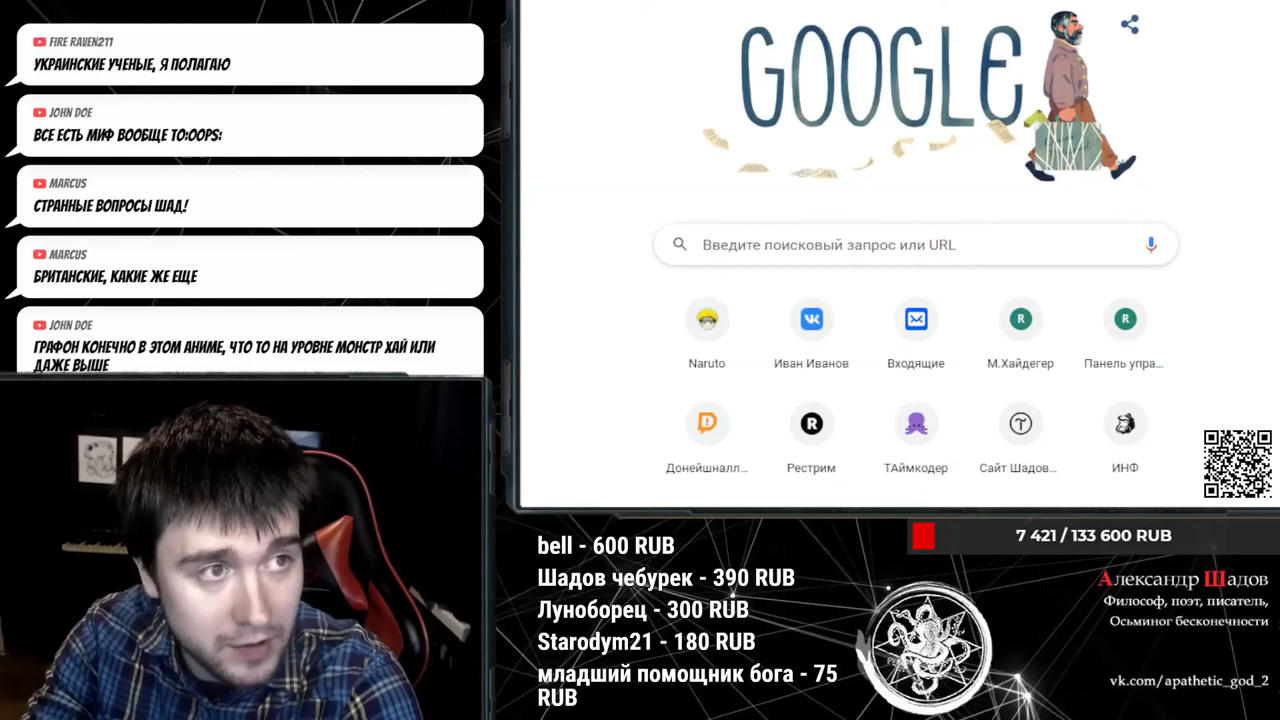 FIRE RAVEN211
УКРАИНСКИЕ УЧЕНЫЕ, Я ПОЛАГАЮ
JOHN DOE
ВСЕ ЕСТЬ МИФ ВООБЩЕ ТО:OOPS:
MARCUS
СТРАННЫЕ ВОПРОСЫ ШАД!
MARCUS
БРИТАНСКИЕ, КАКИЕ ЖЕ ЕЩЕ
JOHN DOE
ГРАФОН КОНЕЧНО В ЭТОМ АНИМЕ, ЧТО ТО НА УРОВНЕ МОНСТР ХАЙ ИЛИ
ДАЖЕ ВЫШЕ
GOOGLE
Введите поисковый запрос или URL
Naruto
Иван Иванов
Входящие
R
М.Хайдегер
R
Панель упра...
Донейшналл...
R
Рестрим
ТАймкодер
Сайт Шадов...
ИНФ
bell - 600 RUB
Шадов чебурек - 390 RUB
Луноборец - 300 RUB
Starodym21 - 180 RUB
младший помощник бога - 75
RUB
7 421 / 133 600 RUB
Александр Шадов
Философ, поэт, писатель,
Осьминог бесконечности
vk.com/apathetic_god_2